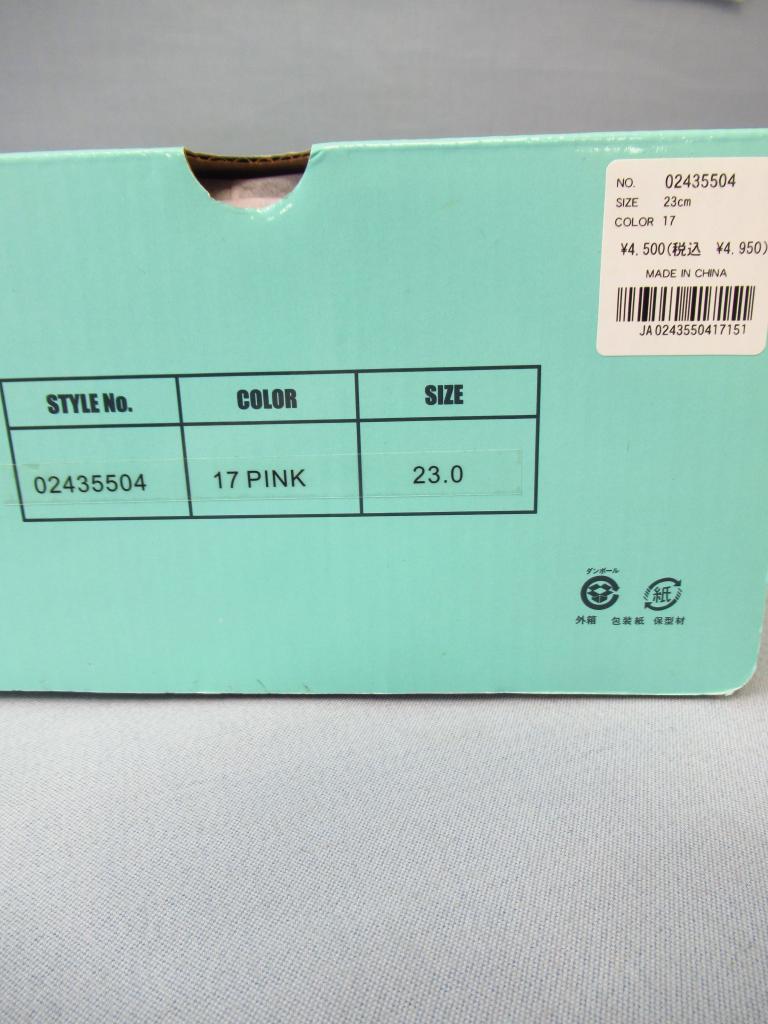 NO. 02435504
SIZE 23cm
COLOR 17
¥4.500(税込 ¥4.950)
MADE IN CHINA
JA0243550417151
STYLE No. COLOR SIZE
02435504 17 PINK 23.0
ダンボール
紙
外箱 包装紙 保型材